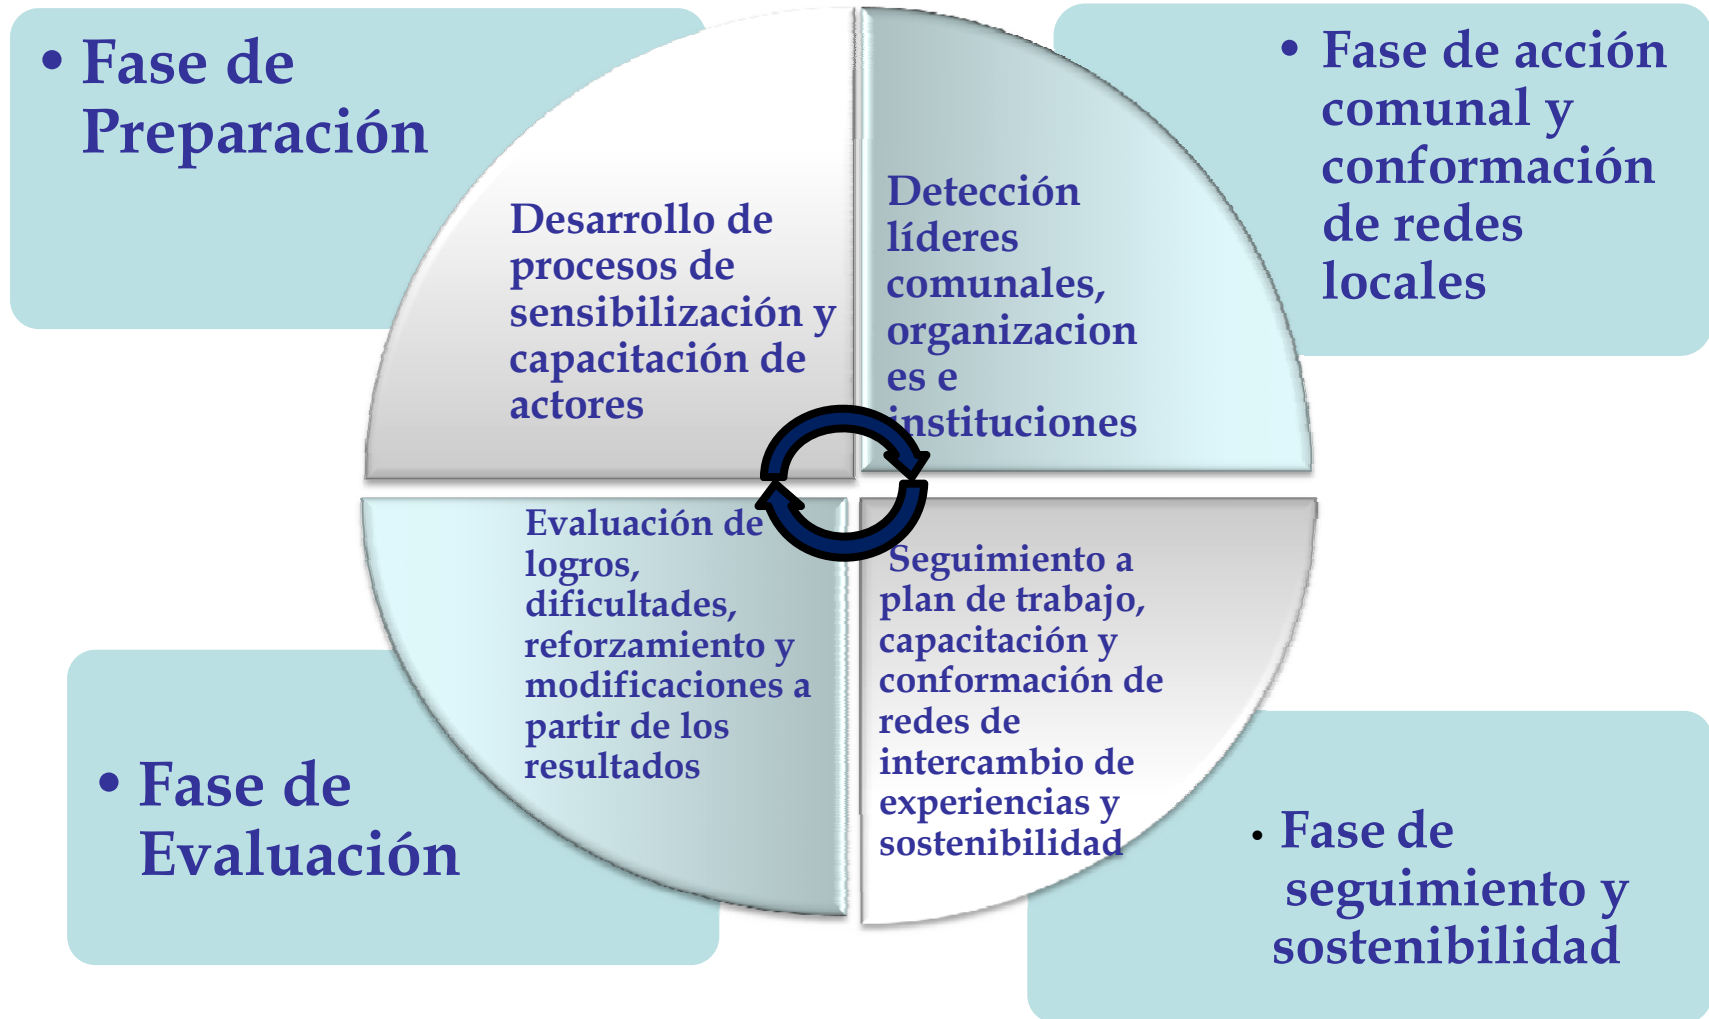 • Fase de
Preparación
Desarrollo de
procesos de
sensibilización y
capacitación de
actores
• Fase de acción
comunal y
conformación
de redes
locales
Detección
líderes
comunales,
organizacion
es e
instituciones
• Fase de
Evaluación
Evaluación de
logros,
dificultades,
reforzamiento y
modificaciones a
partir de los
resultados
Seguimiento a
plan de trabajo,
capacitación y
conformación de
redes de
intercambio de
experiencias y
sostenibilidad
• Fase de
seguimiento y
sostenibilidad